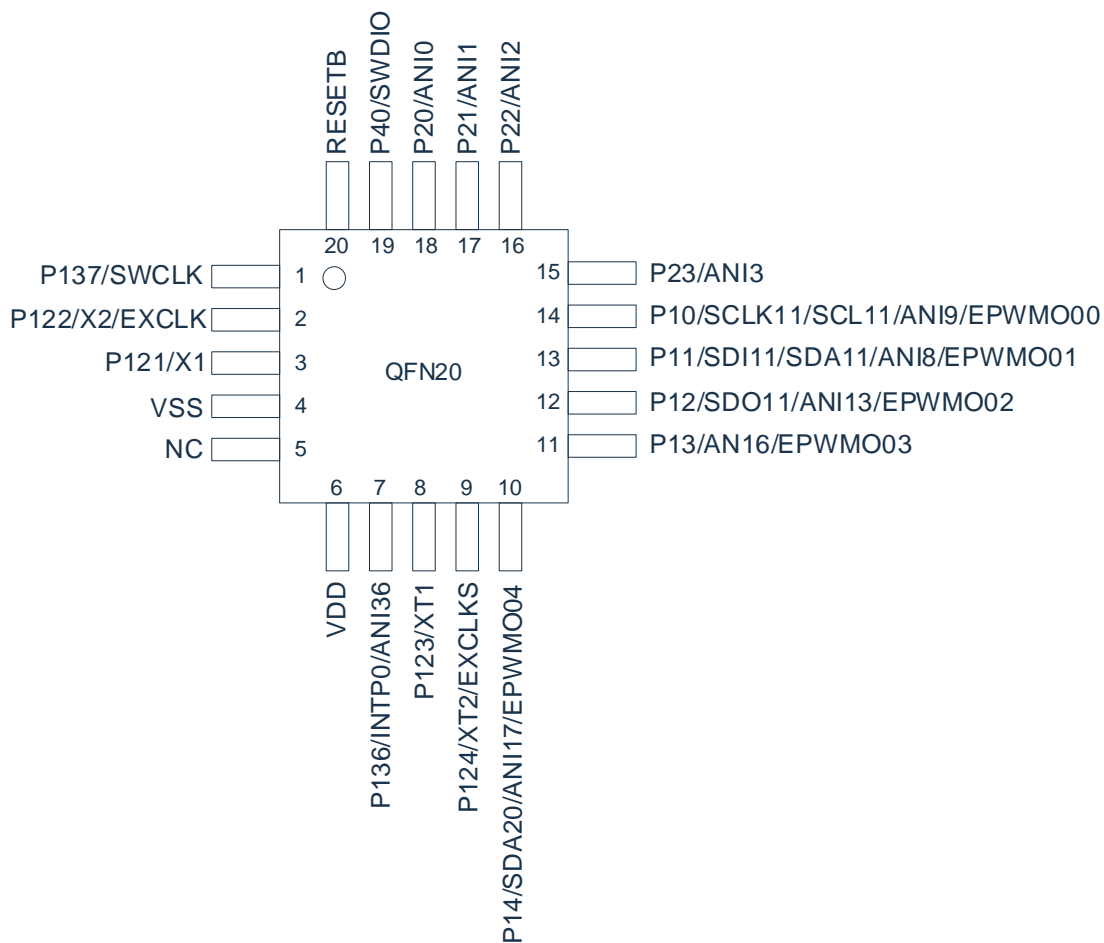 RESETB
P40/SWDIO
P20/ANI0
P21/ANI1
P22/ANI2
20
19
18
17
16
P137/SWCLK
1
P122/X2/EXCLK
2
P121/X1
3
VSS
4
NC
5
QFN20
15
P23/ANI3
14
P10/SCLK11/SCL11/ANI9/EPWMO00
13
P11/SDI11/SDA11/ANI8/EPWMO01
12
P12/SDO11/ANI13/EPWMO02
11
P13/AN16/EPWMO03
6
7
8
9
10
VDD
P136/INTP0/ANI36
P123/XT1
P124/XT2/EXCLKS
P14/SDA20/ANI17/EPWMO04